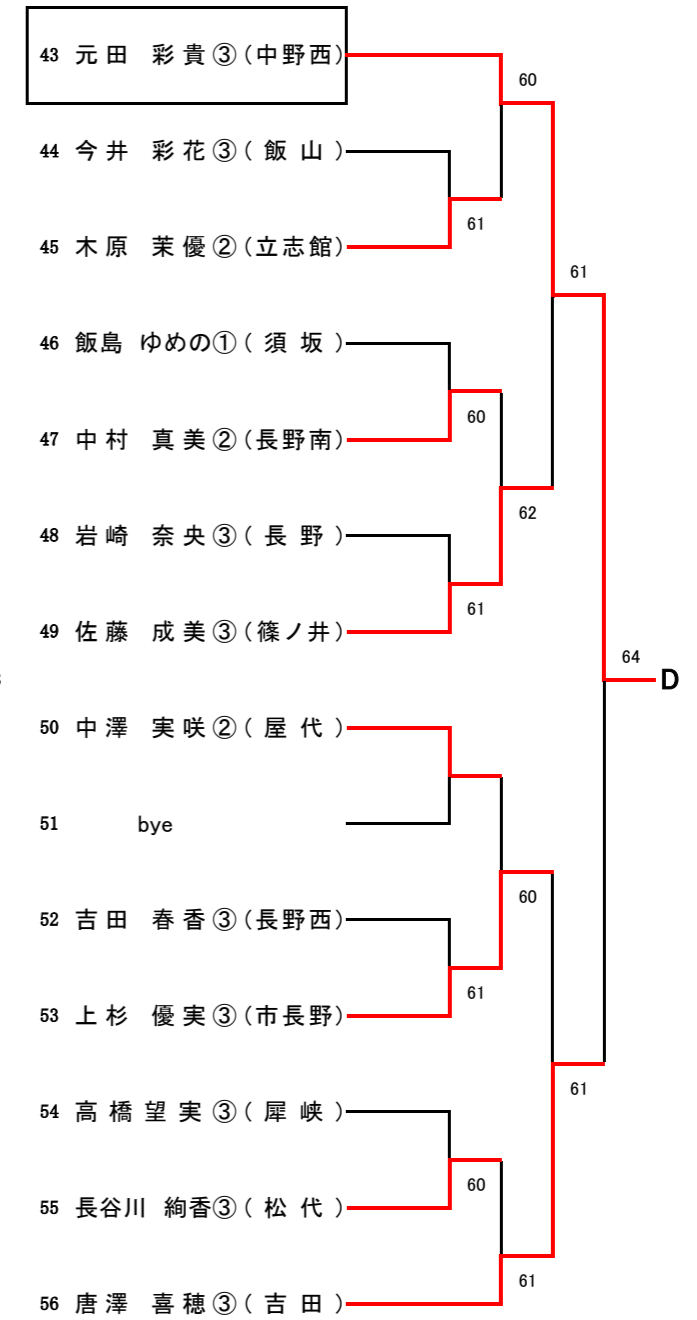 43 元田 彩貴③(中野西)
60
44 今井 彩花③(飯山)
61
45 木原 茉優②(立志館)
61
46 飯島 ゆめの①(須坂)
60
47 中村 真美②(長野南)
62
48 岩崎 奈央③(長野)
61
49 佐藤 成美③(篠ノ井)
64
D
50 中澤 実咲②(屋代)
51 bye
60
52 吉田 春香③(長野西)
61
53 上杉 優実③(市長野)
61
54 高橋望実③(犀峡)
60
55 長谷川 絢香③(松代)
61
56 唐澤 喜穂③(吉田)